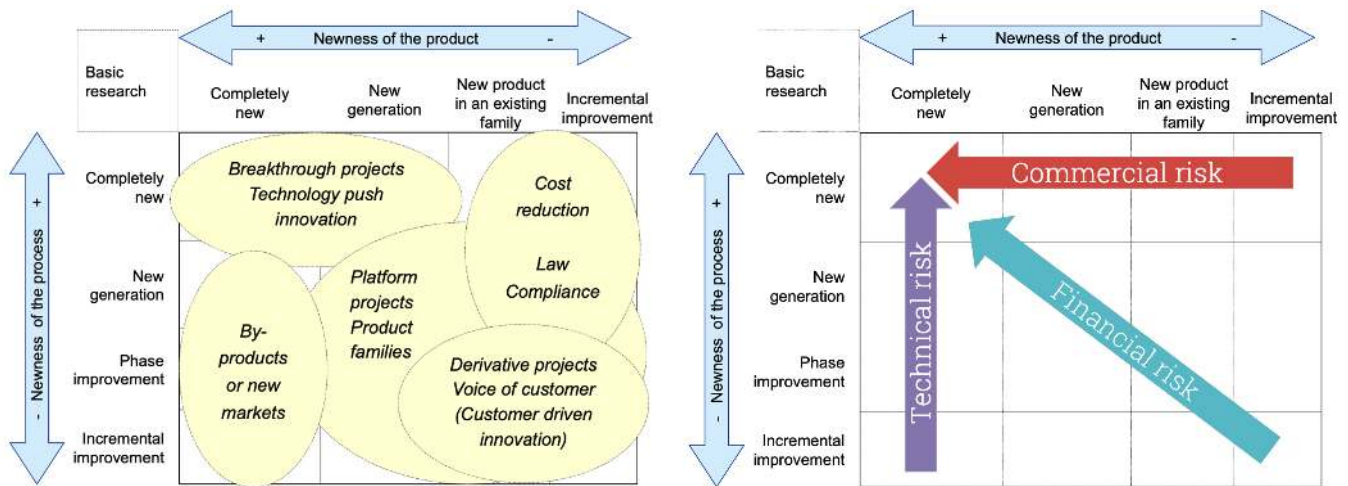 + Newness of the product -
Basic
research
Completely
new
New
generation
New product
in an existing
family
Incremental
improvement
- Newness of the process +
Completely
new
New
generation
Phase
improvement
Incremental
improvement
Breakthrough projects
Technology push
innovation
Cost
reduction
Law
Compliance
Platform
projects
Product
families
By-
products
or new
markets
Derivative projects
Voice of customer
(Customer driven
innovation)
+ Newness of the product -
Basic
research
Completely
new
New
generation
New product
in an existing
family
Incremental
improvement
- Newness of the process +
Completely
new
New
generation
Phase
improvement
Incremental
improvement
Commercial risk
Technical risk
Financial risk